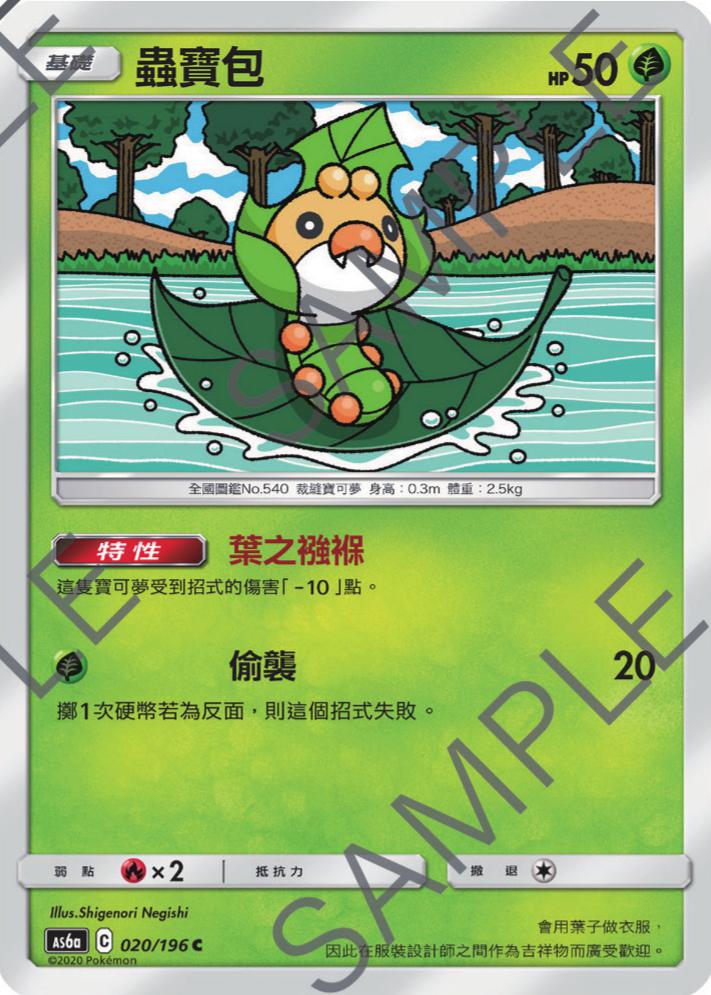 基礎
蟲寶包
HP50
全國圖鑑No.540 裁縫寶可夢 身高：0.3m 體重：2.5kg
特性 葉之襁褓
這隻寶可夢受到招式的傷害「-10」點。
偷襲 20
擲1次硬幣若為反面，則這個招式失敗。
弱點 ×2 抵抗力 撤退
Illus.Shigenori Negishi
AS6a C 020/196 C
©2020 Pokémon
會用葉子做衣服，
因此在服裝設計師之間作為吉祥物而廣受歡迎。
SAMPLE
SAMPLE